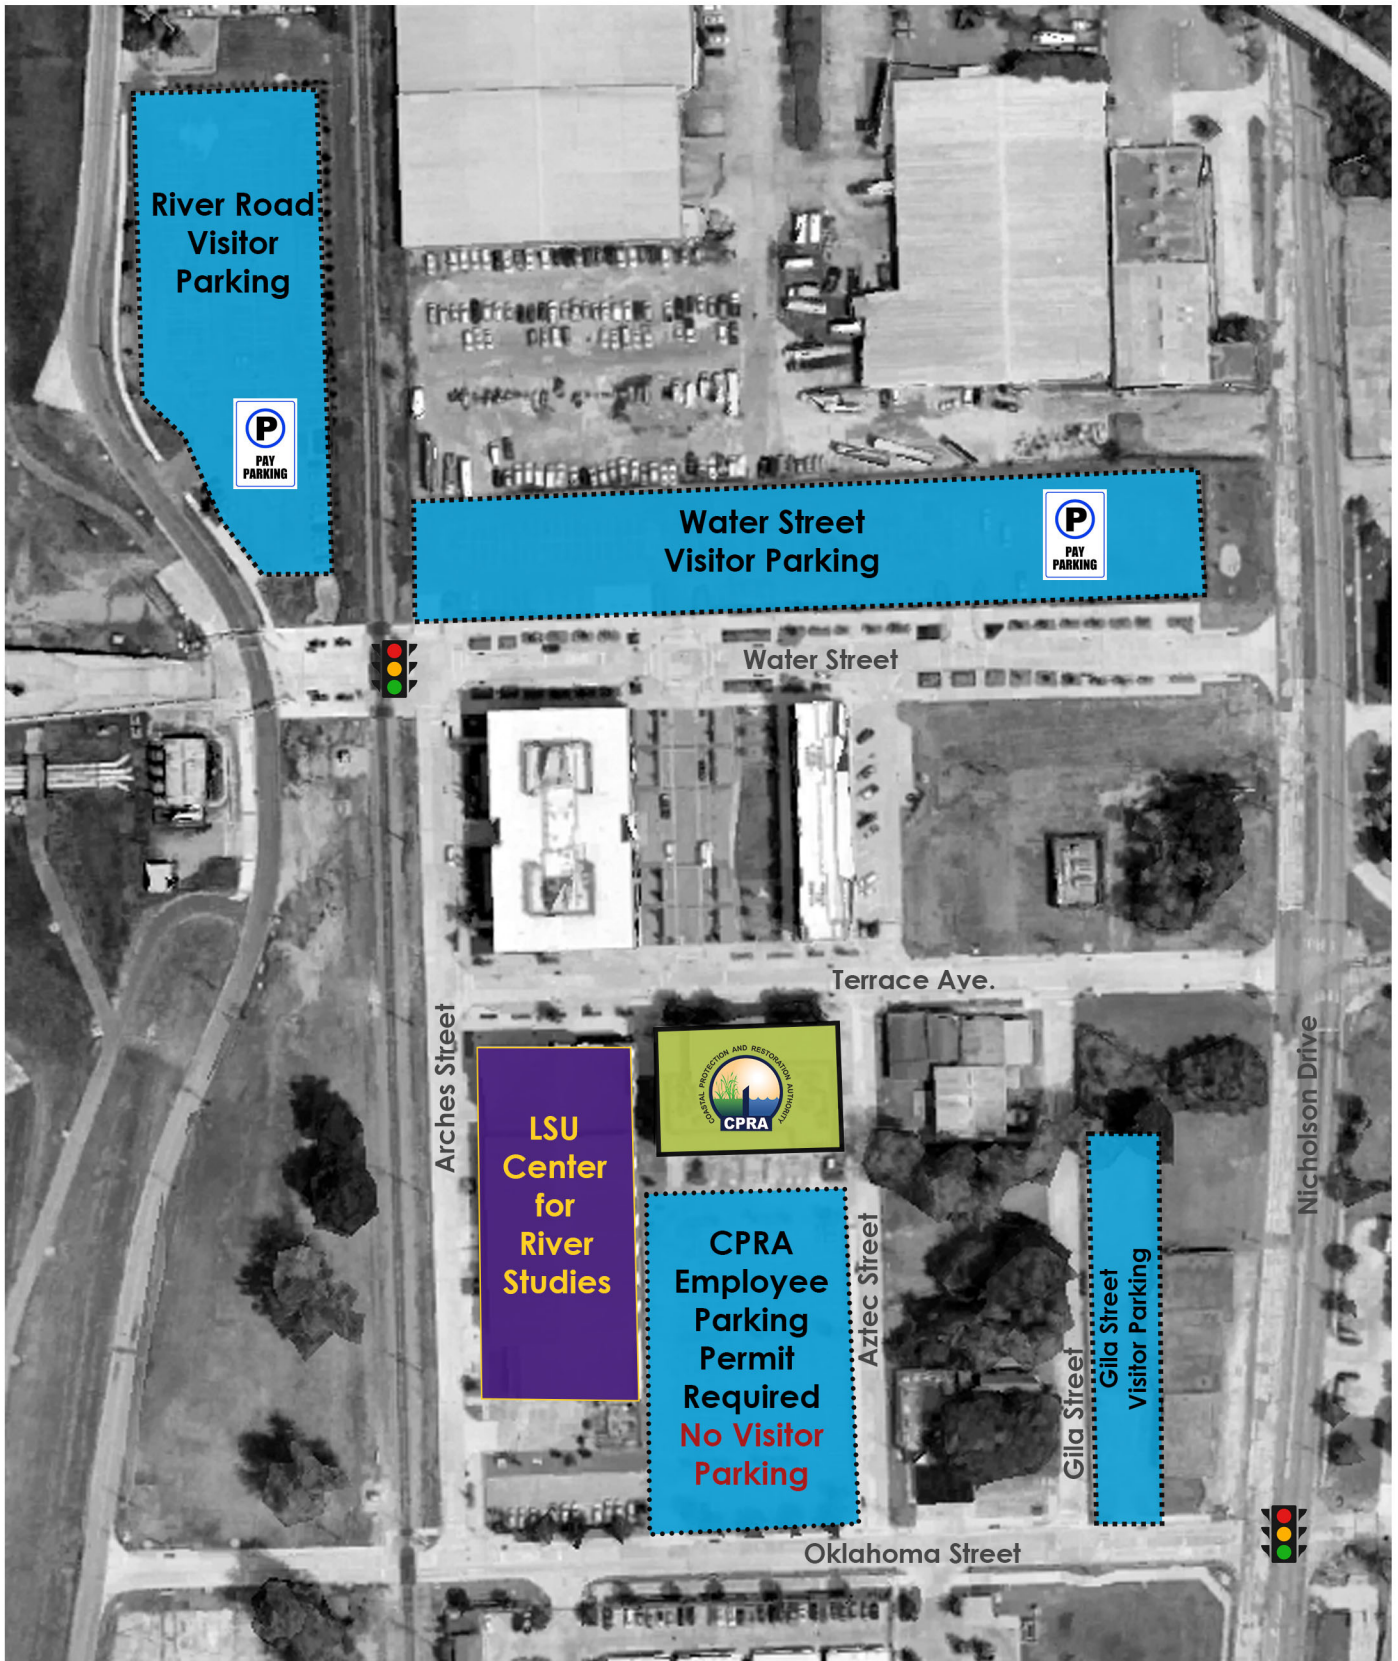 River Road
Visitor
Parking
P
PAY
PARKING
Water Street
Visitor Parking
P
PAY
PARKING
Water Street
Terrace Ave.
Arches Street
LSU
Center
for
River
Studies
COASTAL PROTECTION AND RESTORATION AUTHORITY
CPRA
CPRA
Employee
Parking
Permit
Required
No Visitor
Parking
Aztec Street
Gila Street
Gila Street
Visitor Parking
Nicholson Drive
Oklahoma Street